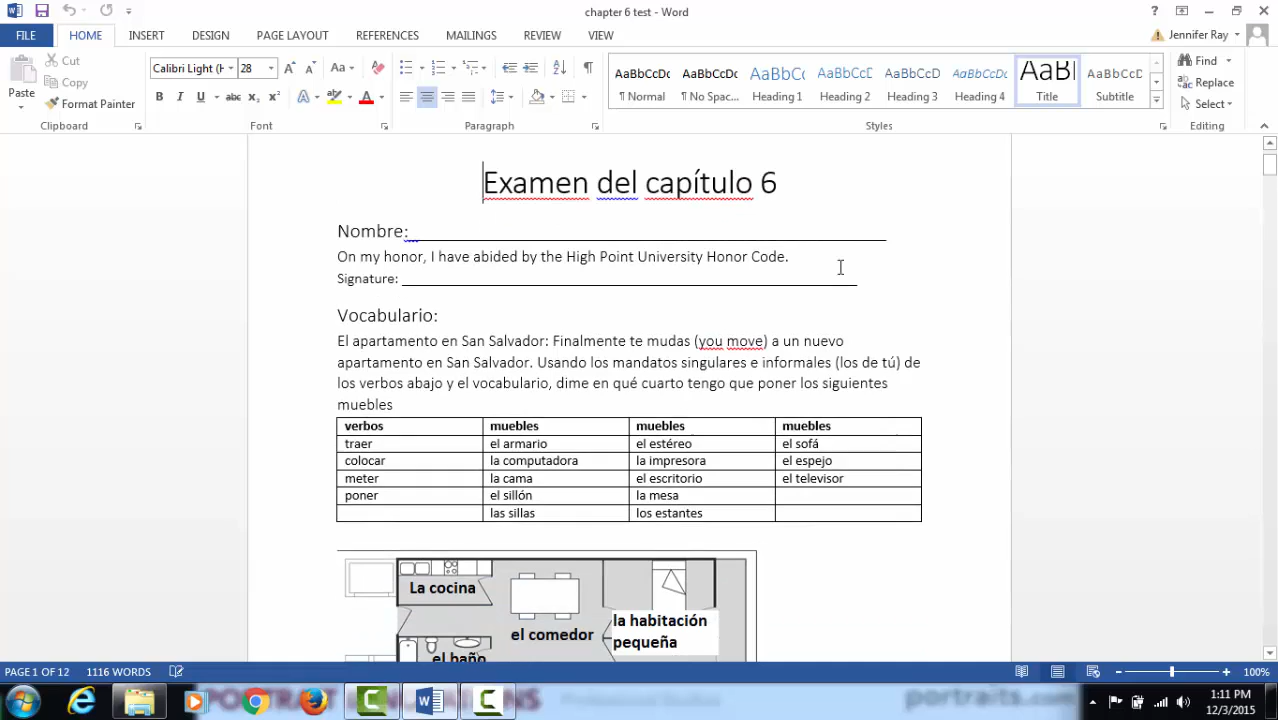 chapter 6 test - Word
Jennifer Ray
FILE HOME INSERT DESIGN PAGE LAYOUT REFERENCES MAILINGS REVIEW VIEW
Cut
Copy
Format Painter
Paste
Calibri Light (H 28
Find
Replace
Select
AaBbCcDc AaBbCcDc AaBbCc AaBbCcD AaBbCcD AaBbCcD AaBl AaBbCcD
¶ Normal ¶ No Spac... Heading 1 Heading 2 Heading 3 Heading 4 Title Subtitle
Clipboard Font Paragraph Styles Editing
Examen del capítulo 6
Nombre:
On my honor, I have abided by the High Point University Honor Code.
Signature:
Vocabulario:
El apartamento en San Salvador: Finalmente te mudas (you move) a un nuevo
apartamento en San Salvador. Usando los mandatos singulares e informales (los de tú) de
los verbos abajo y el vocabulario, dime en qué cuarto tengo que poner los siguientes
muebles
verbos muebles muebles muebles
traer el armario el estéreo el sofá
colocar la computadora la impresora el espejo
meter la cama el escritorio el televisor
poner el sillón la mesa
las sillas los estantes
La cocina
el comedor
la habitación
pequeña
el baño
PAGE 1 OF 12 1116 WORDS 100%
1:11 PM
12/3/2015